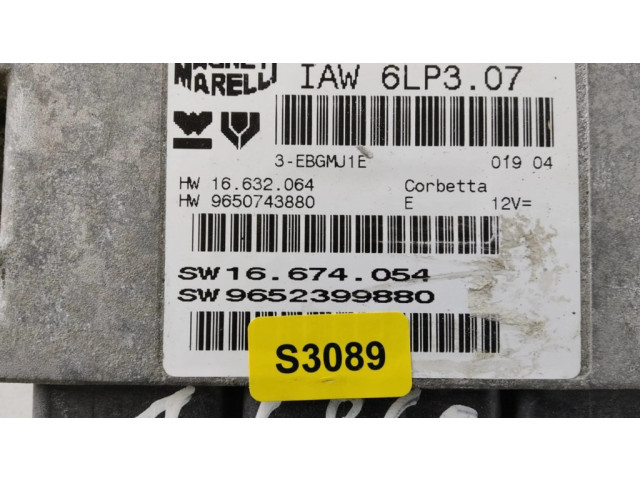 MAGNETI
MARELLI
IAW 6LP3.07
3-EBGMJ1E 019 04
HW 16.632.064 Corbetta
HW 9650743880 E 12V=
SW 16.674.054
SW 9652399880
S3089